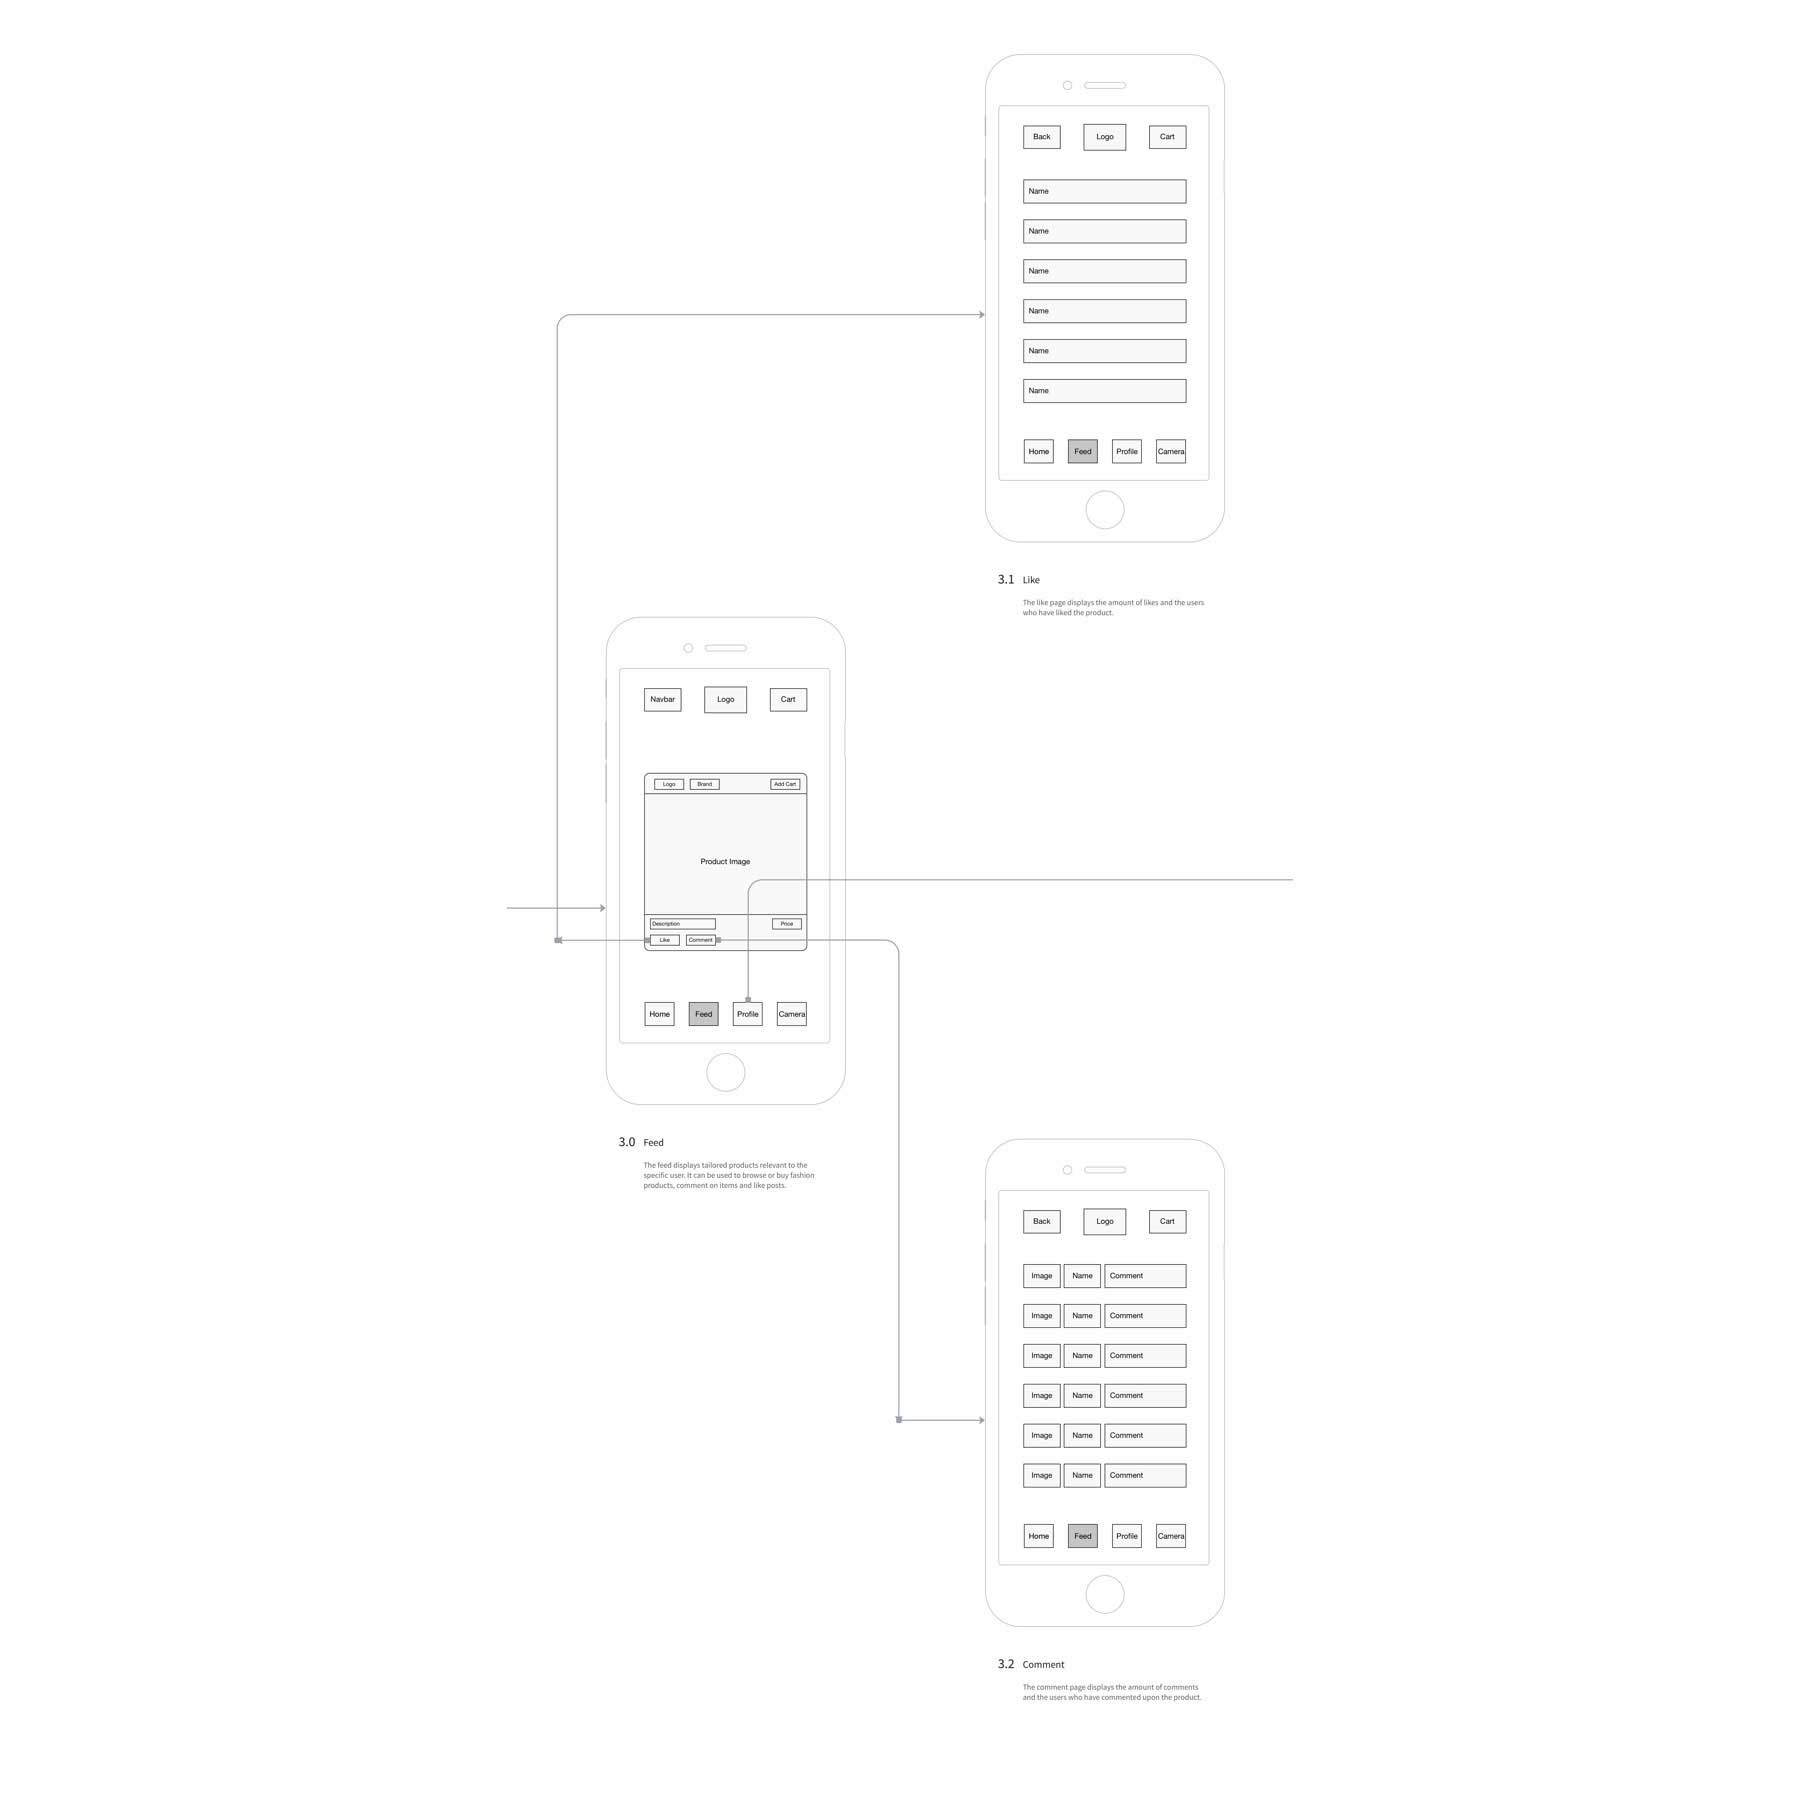 Back Logo Cart
Name
Name
Name
Name
Name
Name
Home Feed Profile Camera
3.1 Like
The like page displays the amount of likes and the users
who have liked the product.
Navbar Logo Cart
Logo Brand Add Cart
Product Image
Description Price
Like Comment
Home Feed Profile Camera
3.0 Feed
The feed displays tailored products relevant to the
specific user. It can be used to browse or buy fashion
products, comment on items and like posts.
Back Logo Cart
Image Name Comment
Image Name Comment
Image Name Comment
Image Name Comment
Image Name Comment
Image Name Comment
Home Feed Profile Camera
3.2 Comment
The comment page displays the amount of comments
and the users who have commented upon the product.